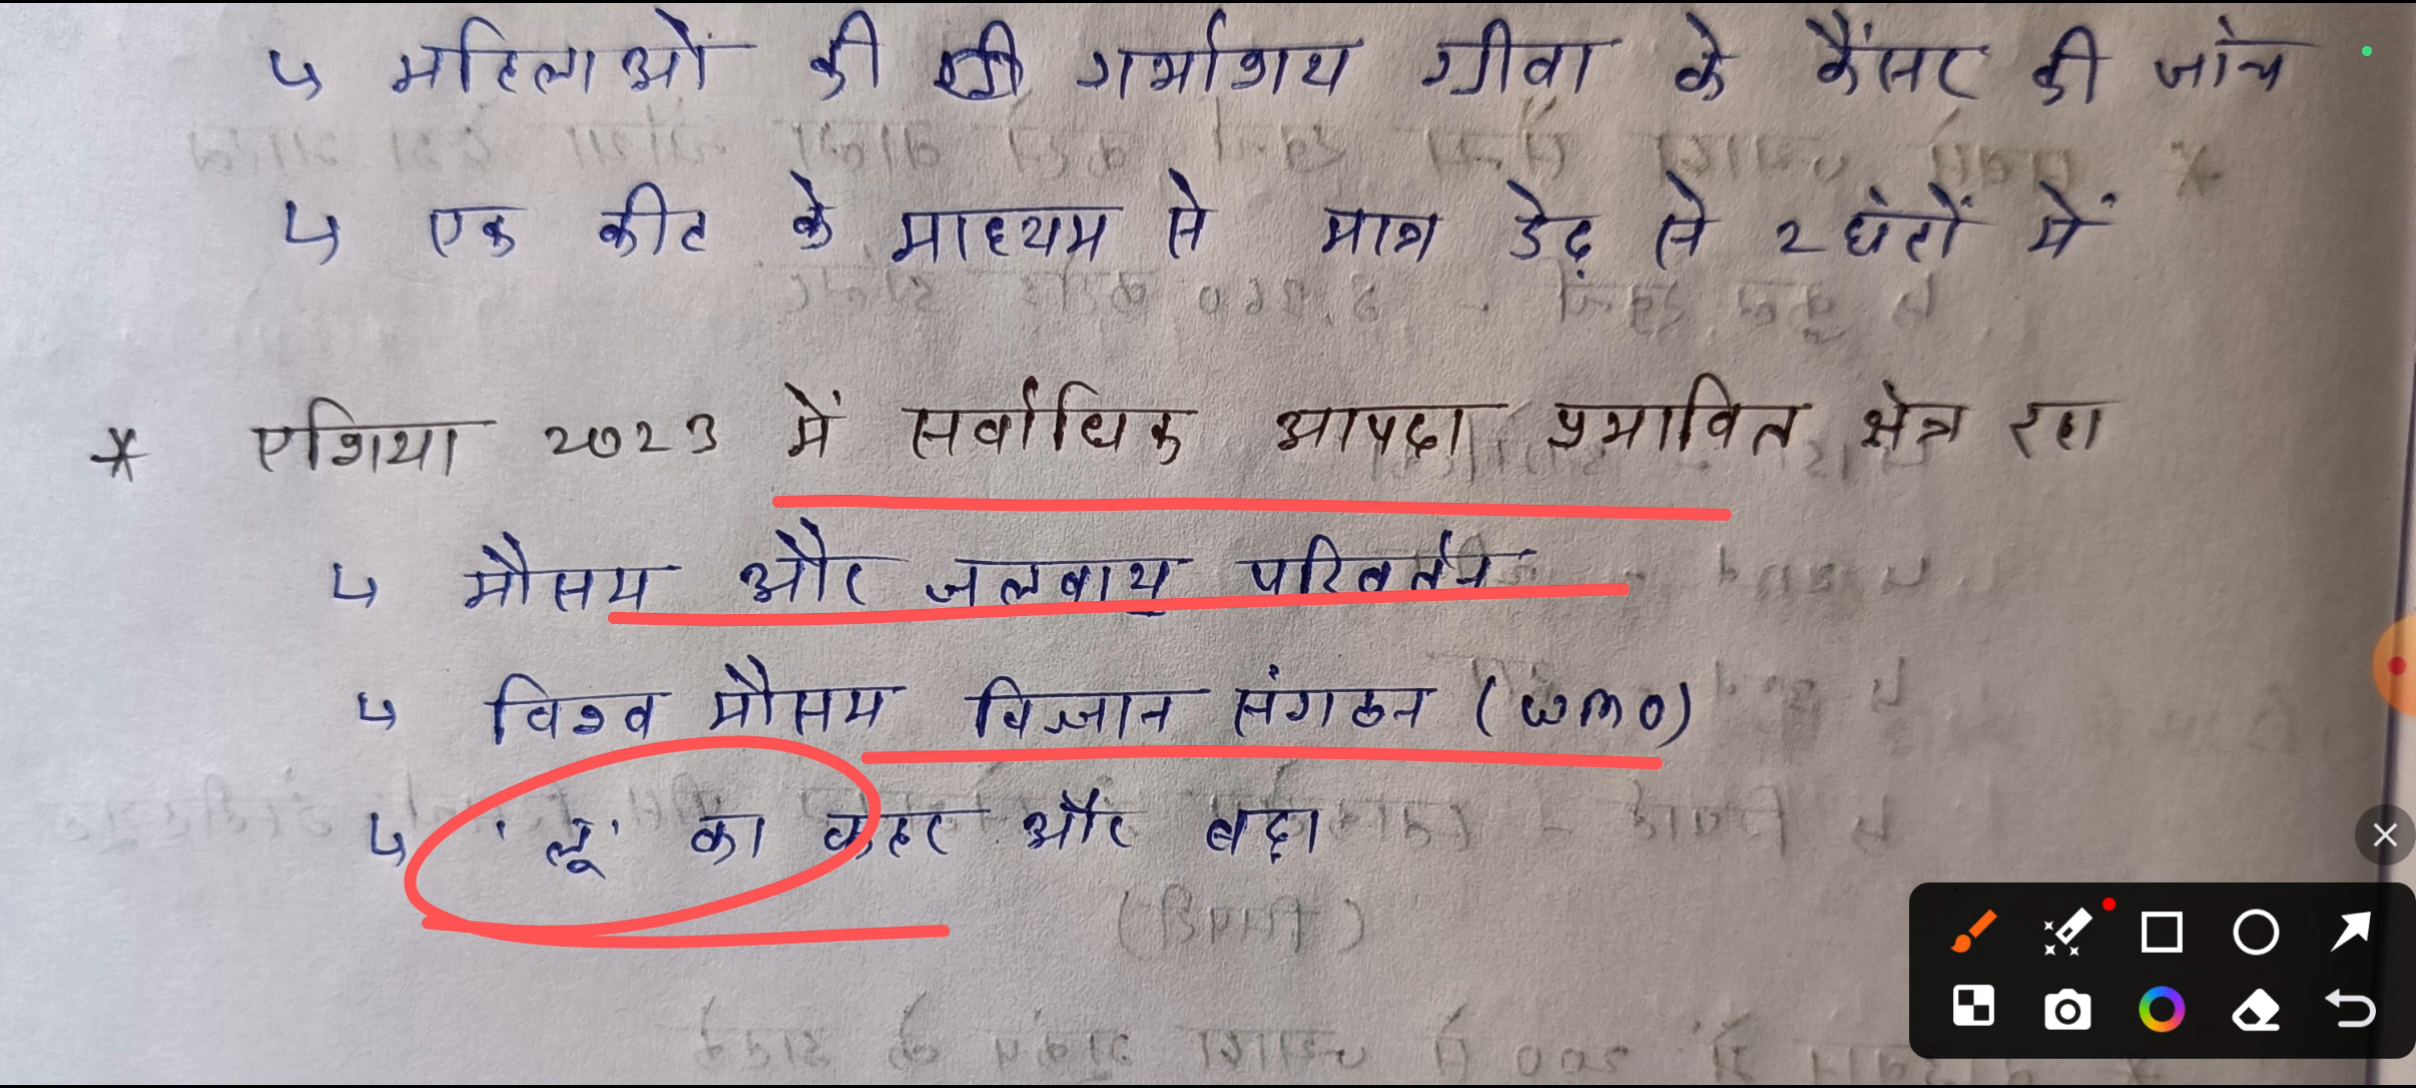 ↳ महिलाओं की गर्भाशय ग्रीवा के कैंसर की जांच
↳ एक कीट के माध्यम से मात्र डेढ़ से 2 घंटों में
* एशिया 2023 में सर्वाधिक आपदा प्रभावित क्षेत्र रहा
↳ मौसम और जलवायु परिवर्तन
↳ विश्व मौसम विज्ञान संगठन (WMO)
↳ 'लू' का कहर और बढ़ा